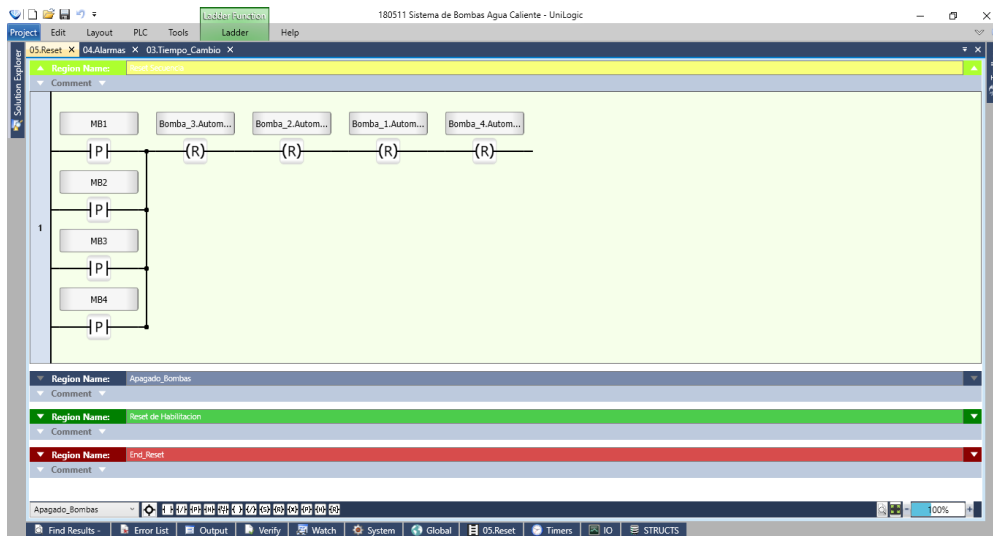 Ladder Function
180511 Sistema de Bombas Agua Caliente - UniLogic
Project Edit Layout PLC Tools Ladder Help
05.Reset 04.Alarmas 03.Tiempo_Cambio
Solution Explorer
Region Name:
Comment
1
MB1 Bomba_3.Autom... Bomba_2.Autom... Bomba_1.Autom... Bomba_4.Autom...
P (R) (R) (R) (R)
MB2
P
MB3
P
MB4
P
Region Name: Apagado_Bombas
Comment
Region Name: Reset de Habilitacion
Comment
Region Name: End_Reset
Comment
Apagado_Bombas 100%
Find Results - Error List Output Verify Watch System Global 05.Reset Timers IO STRUCTS